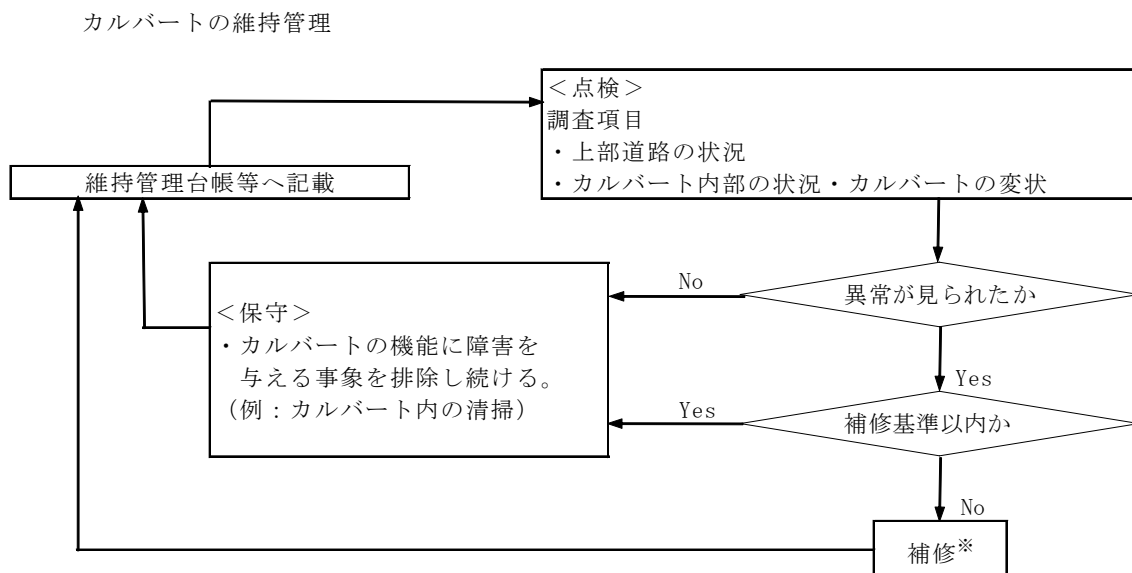 カルバートの維持管理
＜点検＞
調査項目
・上部道路の状況
・カルバート内部の状況・カルバートの変状
維持管理台帳等へ記載
No
異常が見られたか
＜保守＞
・カルバートの機能に障害を
与える事象を排除し続ける。
（例：カルバート内の清掃）
Yes
Yes
補修基準以内か
No
補修※